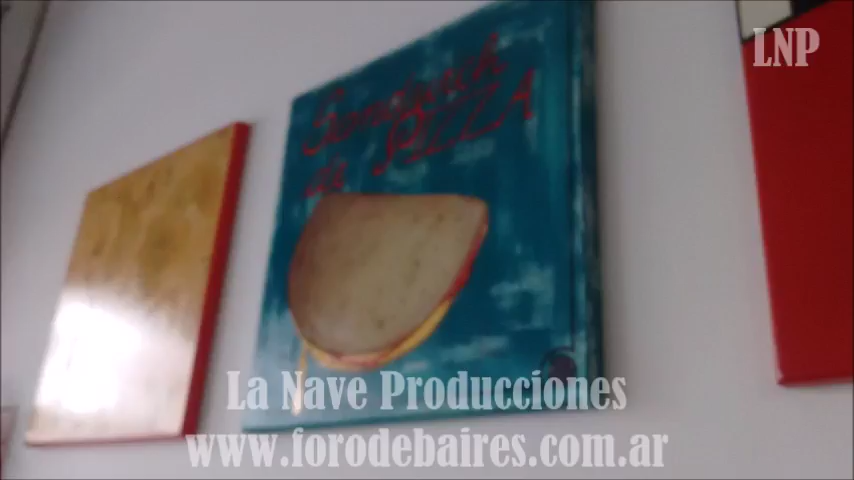 LNP
Sandwich
de PIZZA
La Nave Producciones
www.forodebaires.com.ar